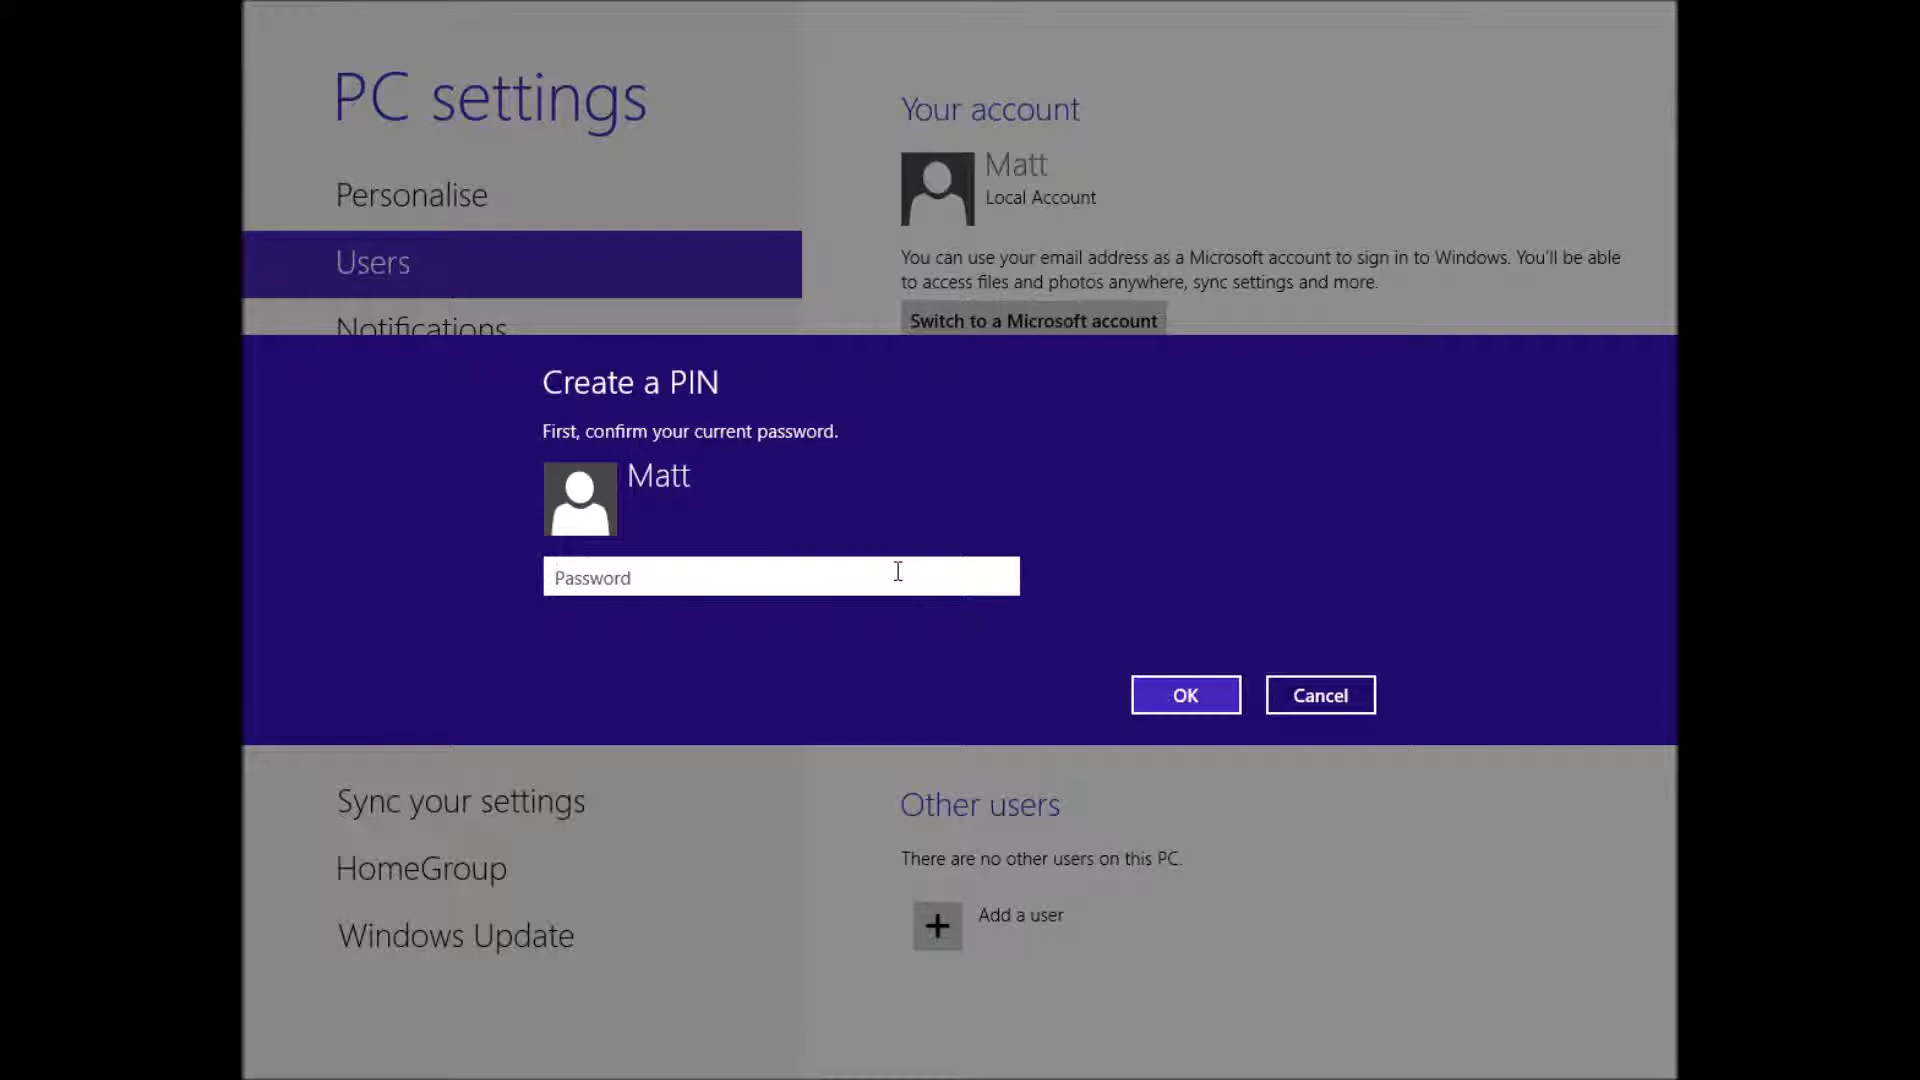 PC settings
Personalise
Users
Notifications
Your account
Matt
Local Account
You can use your email address as a Microsoft account to sign in to Windows. You'll be able
to access files and photos anywhere, sync settings and more.
Switch to a Microsoft account
Create a PIN
First, confirm your current password.
Matt
Password
OK
Cancel
Sync your settings
HomeGroup
Windows Update
Other users
There are no other users on this PC.
Add a user